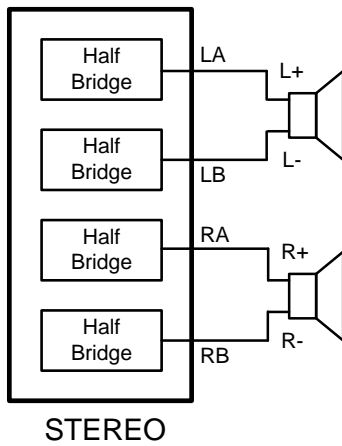 Half
Bridge
LA
L+
Half
Bridge
LB
L-
Half
Bridge
RA
R+
Half
Bridge
RB
R-
STEREO